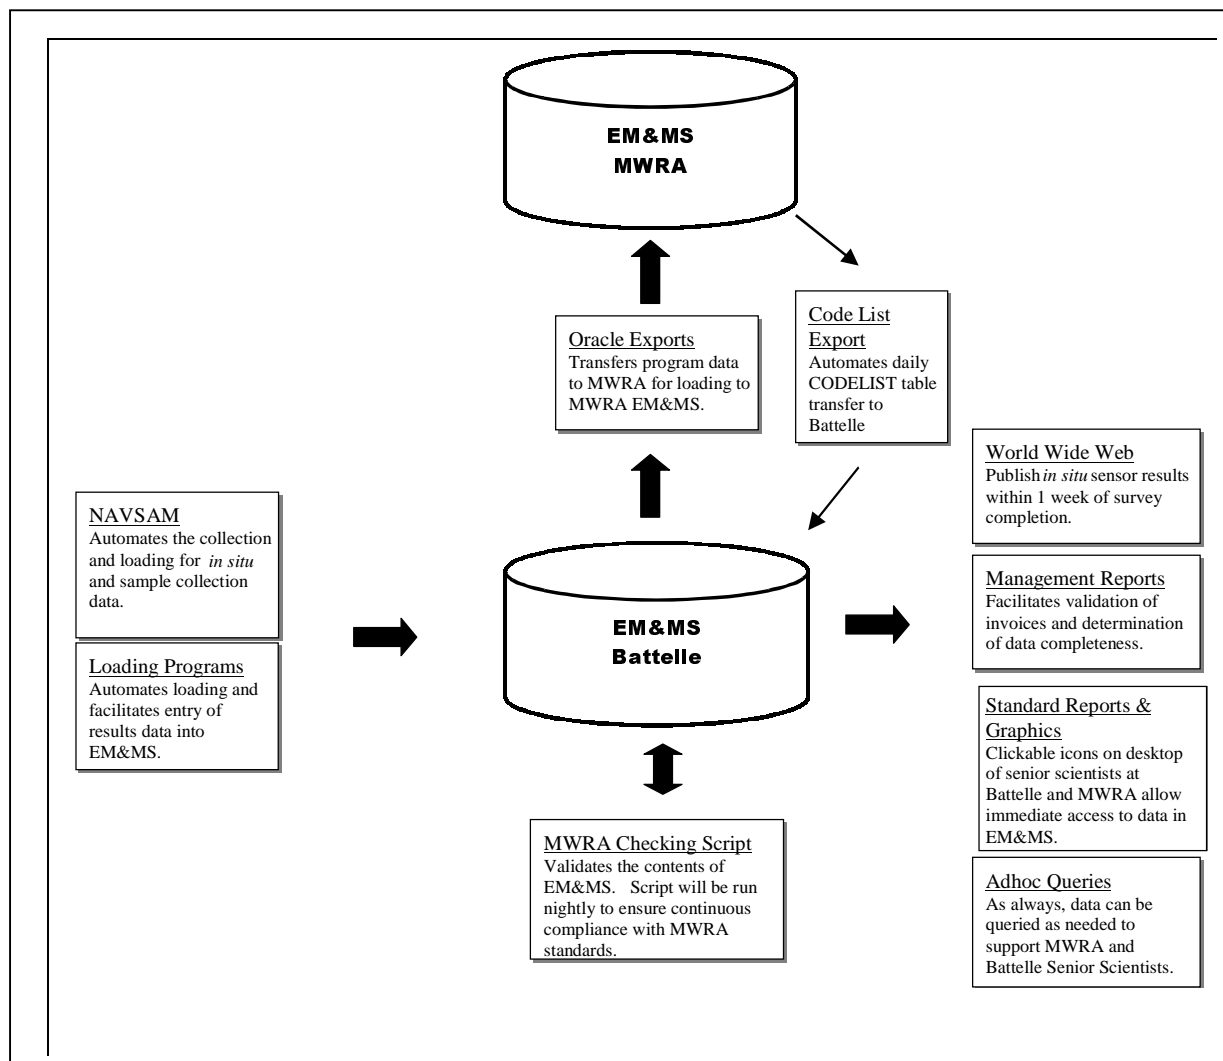 EM&MS
MWRA
Oracle Exports
Transfers program data
to MWRA for loading to
MWRA EM&MS.
Code List
Export
Automates daily
CODELIST table
transfer to
Battelle
NAVSAM
Automates the collection
and loading for in situ
and sample collection
data.
Loading Programs
Automates loading and
facilitates entry of
results data into
EM&MS.
EM&MS
Battelle
MWRA Checking Script
Validates the contents of
EM&MS. Script will be run
nightly to ensure continuous
compliance with MWRA
standards.
World Wide Web
Publish in situ sensor results
within 1 week of survey
completion.
Management Reports
Facilitates validation of
invoices and determination
of data completeness.
Standard Reports &
Graphics
Clickable icons on desktop
of senior scientists at
Battelle and MWRA allow
immediate access to data in
EM&MS.
Adhoc Queries
As always, data can be
queried as needed to
support MWRA and
Battelle Senior Scientists.